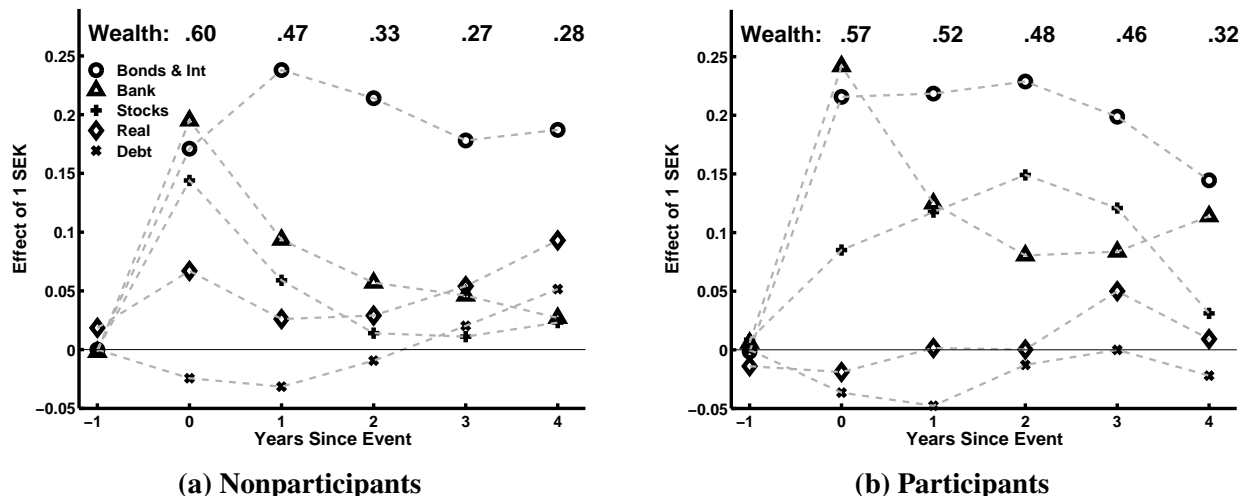 Wealth: .60 .47 .33 .27 .28
0.25
0.2
0.15
0.1
0.05
0
−0.05
Effect of 1 SEK
Bonds & Int
Bank
Stocks
Real
Debt
−1 0 1 2 3 4
Years Since Event
(a) Nonparticipants
Wealth: .57 .52 .48 .46 .32
0.25
0.2
0.15
0.1
0.05
0
−0.05
Effect of 1 SEK
−1 0 1 2 3 4
Years Since Event
(b) Participants